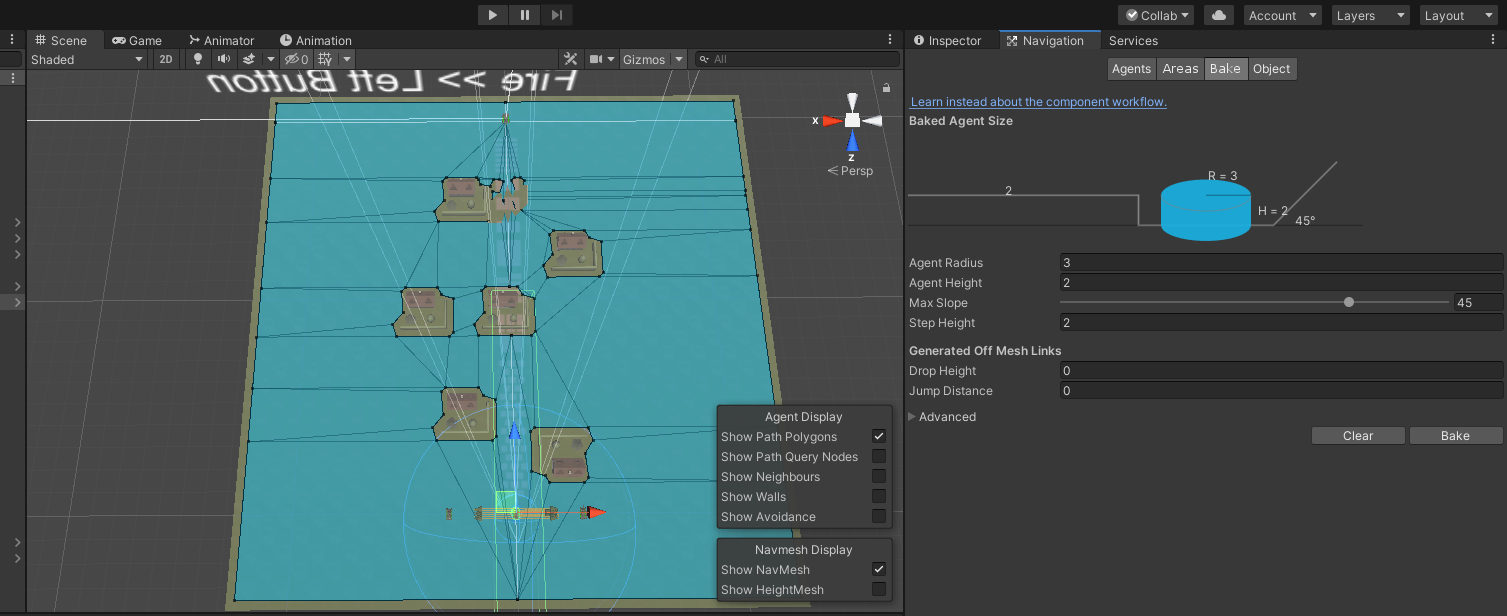 Collab
Account
Layers
Layout
Scene
Game
Animator
Animation
Inspector
Navigation
Services
Shaded
2D
0
Gizmos
All
Agents
Areas
Bake
Object
Fire >> Left Button
Learn instead about the component workflow.
Baked Agent Size
x
z
Persp
R = 3
2
H = 2
45°
Agent Radius
3
Agent Height
2
Max Slope
45
Step Height
2
Generated Off Mesh Links
Drop Height
0
Jump Distance
0
Advanced
Clear
Bake
Agent Display
Show Path Polygons
Show Path Query Nodes
Show Neighbours
Show Walls
Show Avoidance
Navmesh Display
Show NavMesh
Show HeightMesh